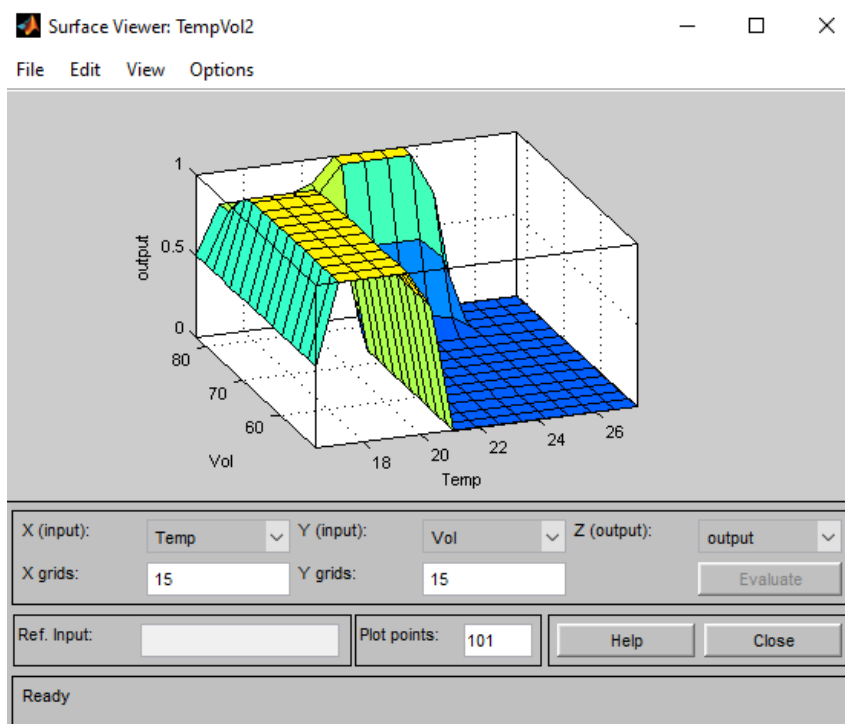 Surface Viewer: TempVol2
File Edit View Options
1
0.5
0
output
80
70
60
Vol
18
20
22
24
26
Temp
X (input): Temp Y (input): Vol Z (output): output
X grids: 15 Y grids: 15 Evaluate
Ref. Input: Plot points: 101 Help Close
Ready